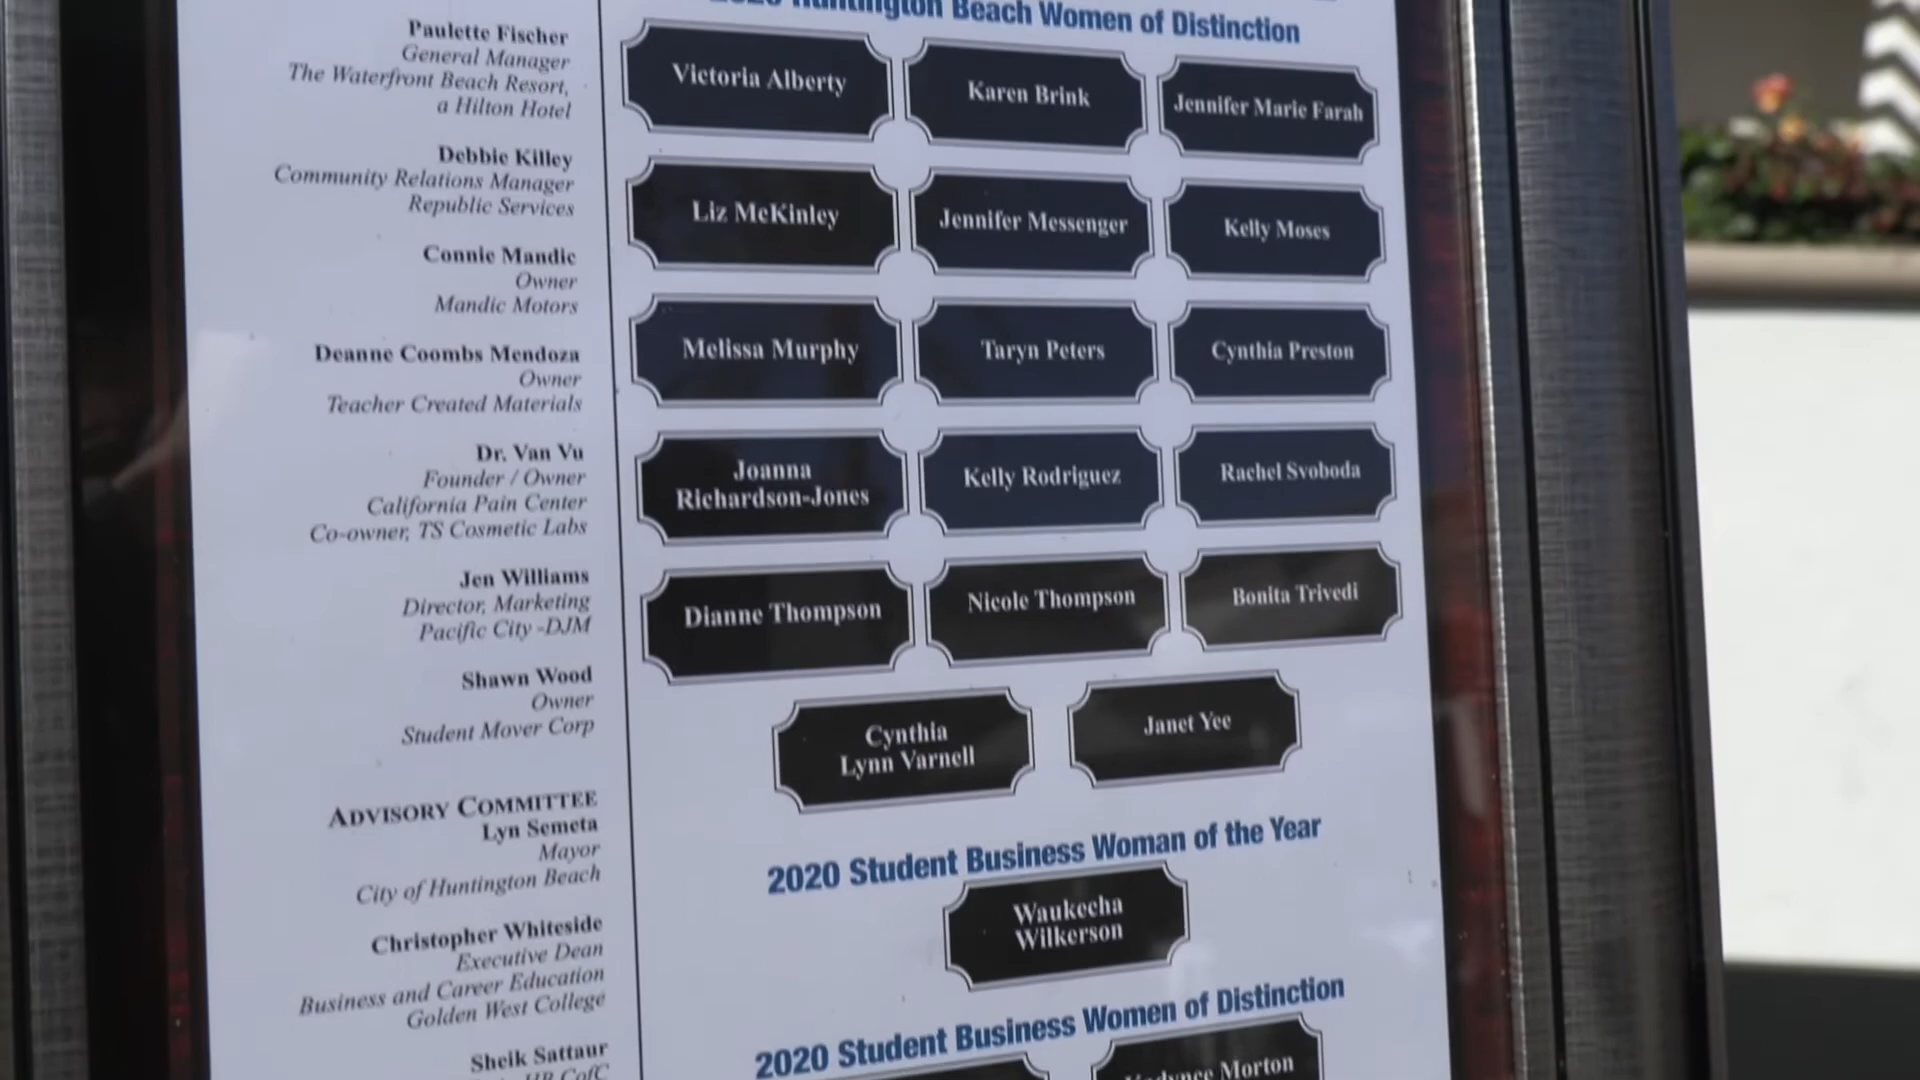 Paulette Fischer
General Manager
The Waterfront Beach Resort,
a Hilton Hotel
Debbie Killey
Community Relations Manager
Republic Services
Connie Mandic
Owner
Mandic Motors
Deanne Coombs Mendoza
Owner
Teacher Created Materials
Dr. Van Vu
Founder / Owner
California Pain Center
Co-owner, TS Cosmetic Labs
Jen Williams
Director, Marketing
Pacific City -DJM
Shawn Wood
Owner
Student Mover Corp
ADVISORY COMMITTEE
Lyn Semeta
Mayor
City of Huntington Beach
Christopher Whiteside
Executive Dean
Business and Career Education
Golden West College
Sheik Sattaur
HB CofC
2020 Huntington Beach Women of Distinction
Victoria Alberty
Karen Brink
Jennifer Marie Farah
Liz McKinley
Jennifer Messenger
Kelly Moses
Melissa Murphy
Taryn Peters
Cynthia Preston
Joanna
Richardson-Jones
Kelly Rodriguez
Rachel Svoboda
Dianne Thompson
Nicole Thompson
Bonita Trivedi
Cynthia
Lynn Varnell
Janet Yee
2020 Student Business Woman of the Year
Waukecha
Wilkerson
2020 Student Business Women of Distinction
Morton